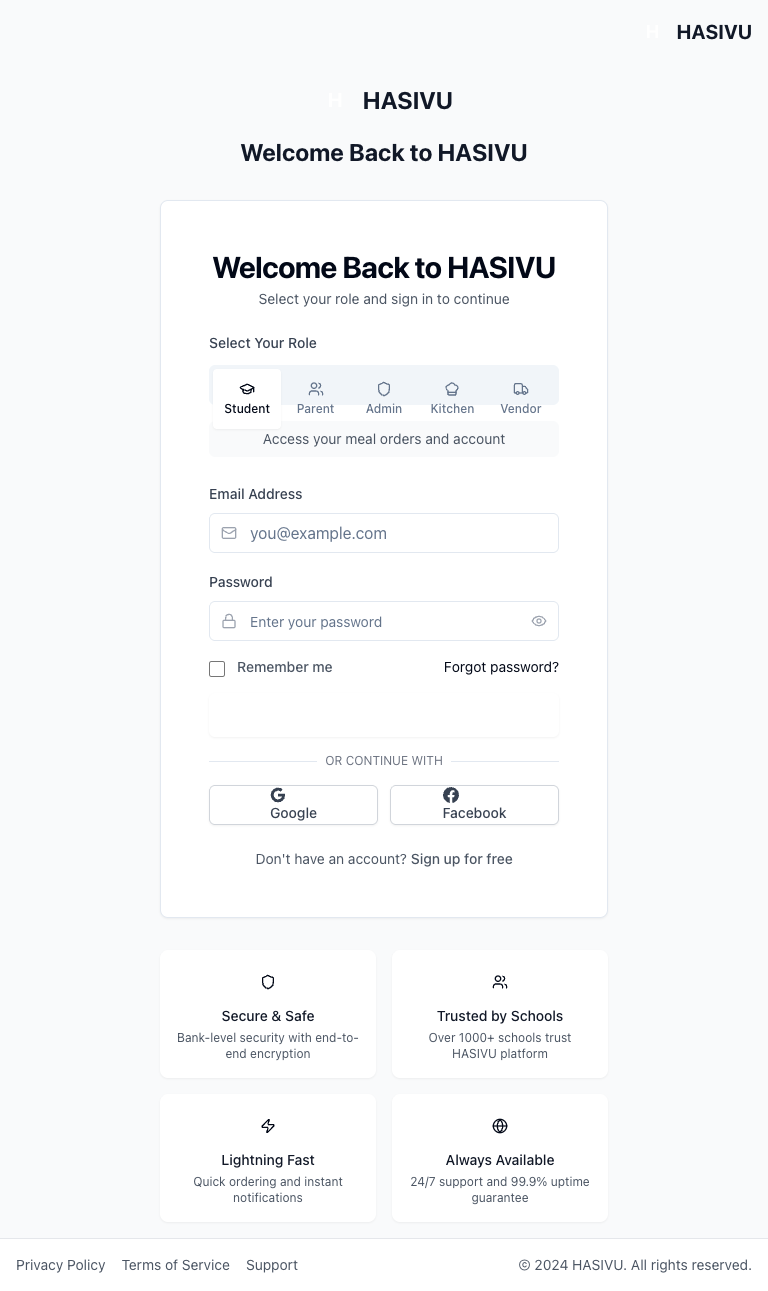 H HASIVU
H HASIVU
Welcome Back to HASIVU
Welcome Back to HASIVU
Select your role and sign in to continue
Select Your Role
Student Parent Admin Kitchen Vendor
Access your meal orders and account
Email Address
you@example.com
Password
Enter your password
Remember me Forgot password?
OR CONTINUE WITH
Google Facebook
Don't have an account? Sign up for free
Secure & Safe
Bank-level security with end-to-
end encryption
Trusted by Schools
Over 1000+ schools trust
HASIVU platform
Lightning Fast
Quick ordering and instant
notifications
Always Available
24/7 support and 99.9% uptime
guarantee
Privacy Policy Terms of Service Support © 2024 HASIVU. All rights reserved.